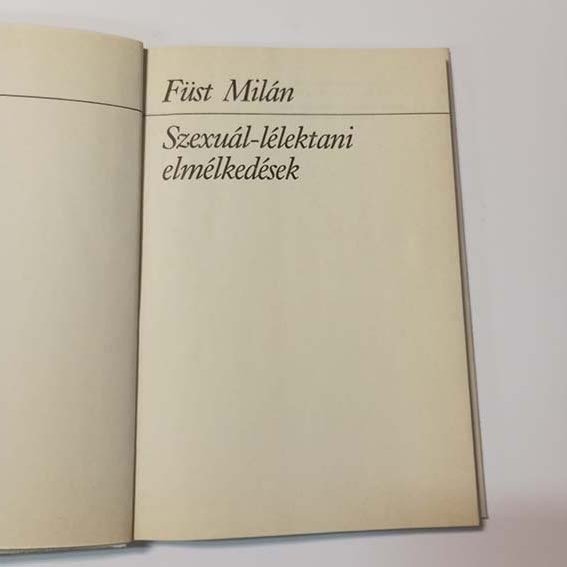 Füst Milán
Szexuál-lélektani
elmélkedések